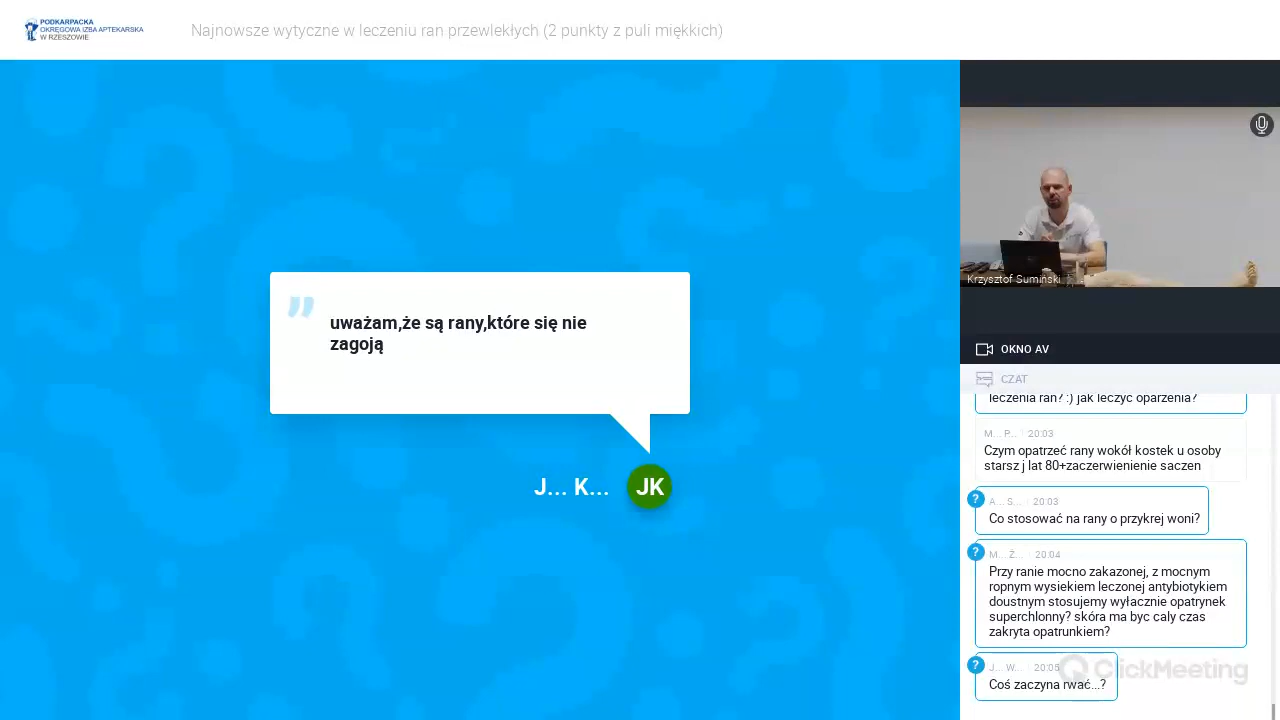 PODKARPACKA
OKRĘGOWA IZBA APTEKARSKA
W RZESZOWIE
Najnowsze wytyczne w leczeniu ran przewlekłych (2 punkty z puli miękkich)
uważam,że są rany,które się nie
zagoją
J... K...
JK
Krzysztof Sumiński
OKNO AV
CZAT
leczenia ran? :) jak leczyć oparzenia?
M... P... 20:03
Czym opatrzeć rany wokół kostek u osoby
starsz j lat 80+zaczerwienienie saczen
?
A... S... 20:03
Co stosować na rany o przykrej woni?
?
M... Ż... 20:04
Przy ranie mocno zakazonej, z mocnym
ropnym wysiekiem leczonej antybiotykiem
doustnym stosujemy wyłacznie opatrynek
superchlonny? skóra ma byc caly czas
zakryta opatrunkiem?
?
J... W... 20:05
Coś zaczyna rwać...?
ClickMeeting